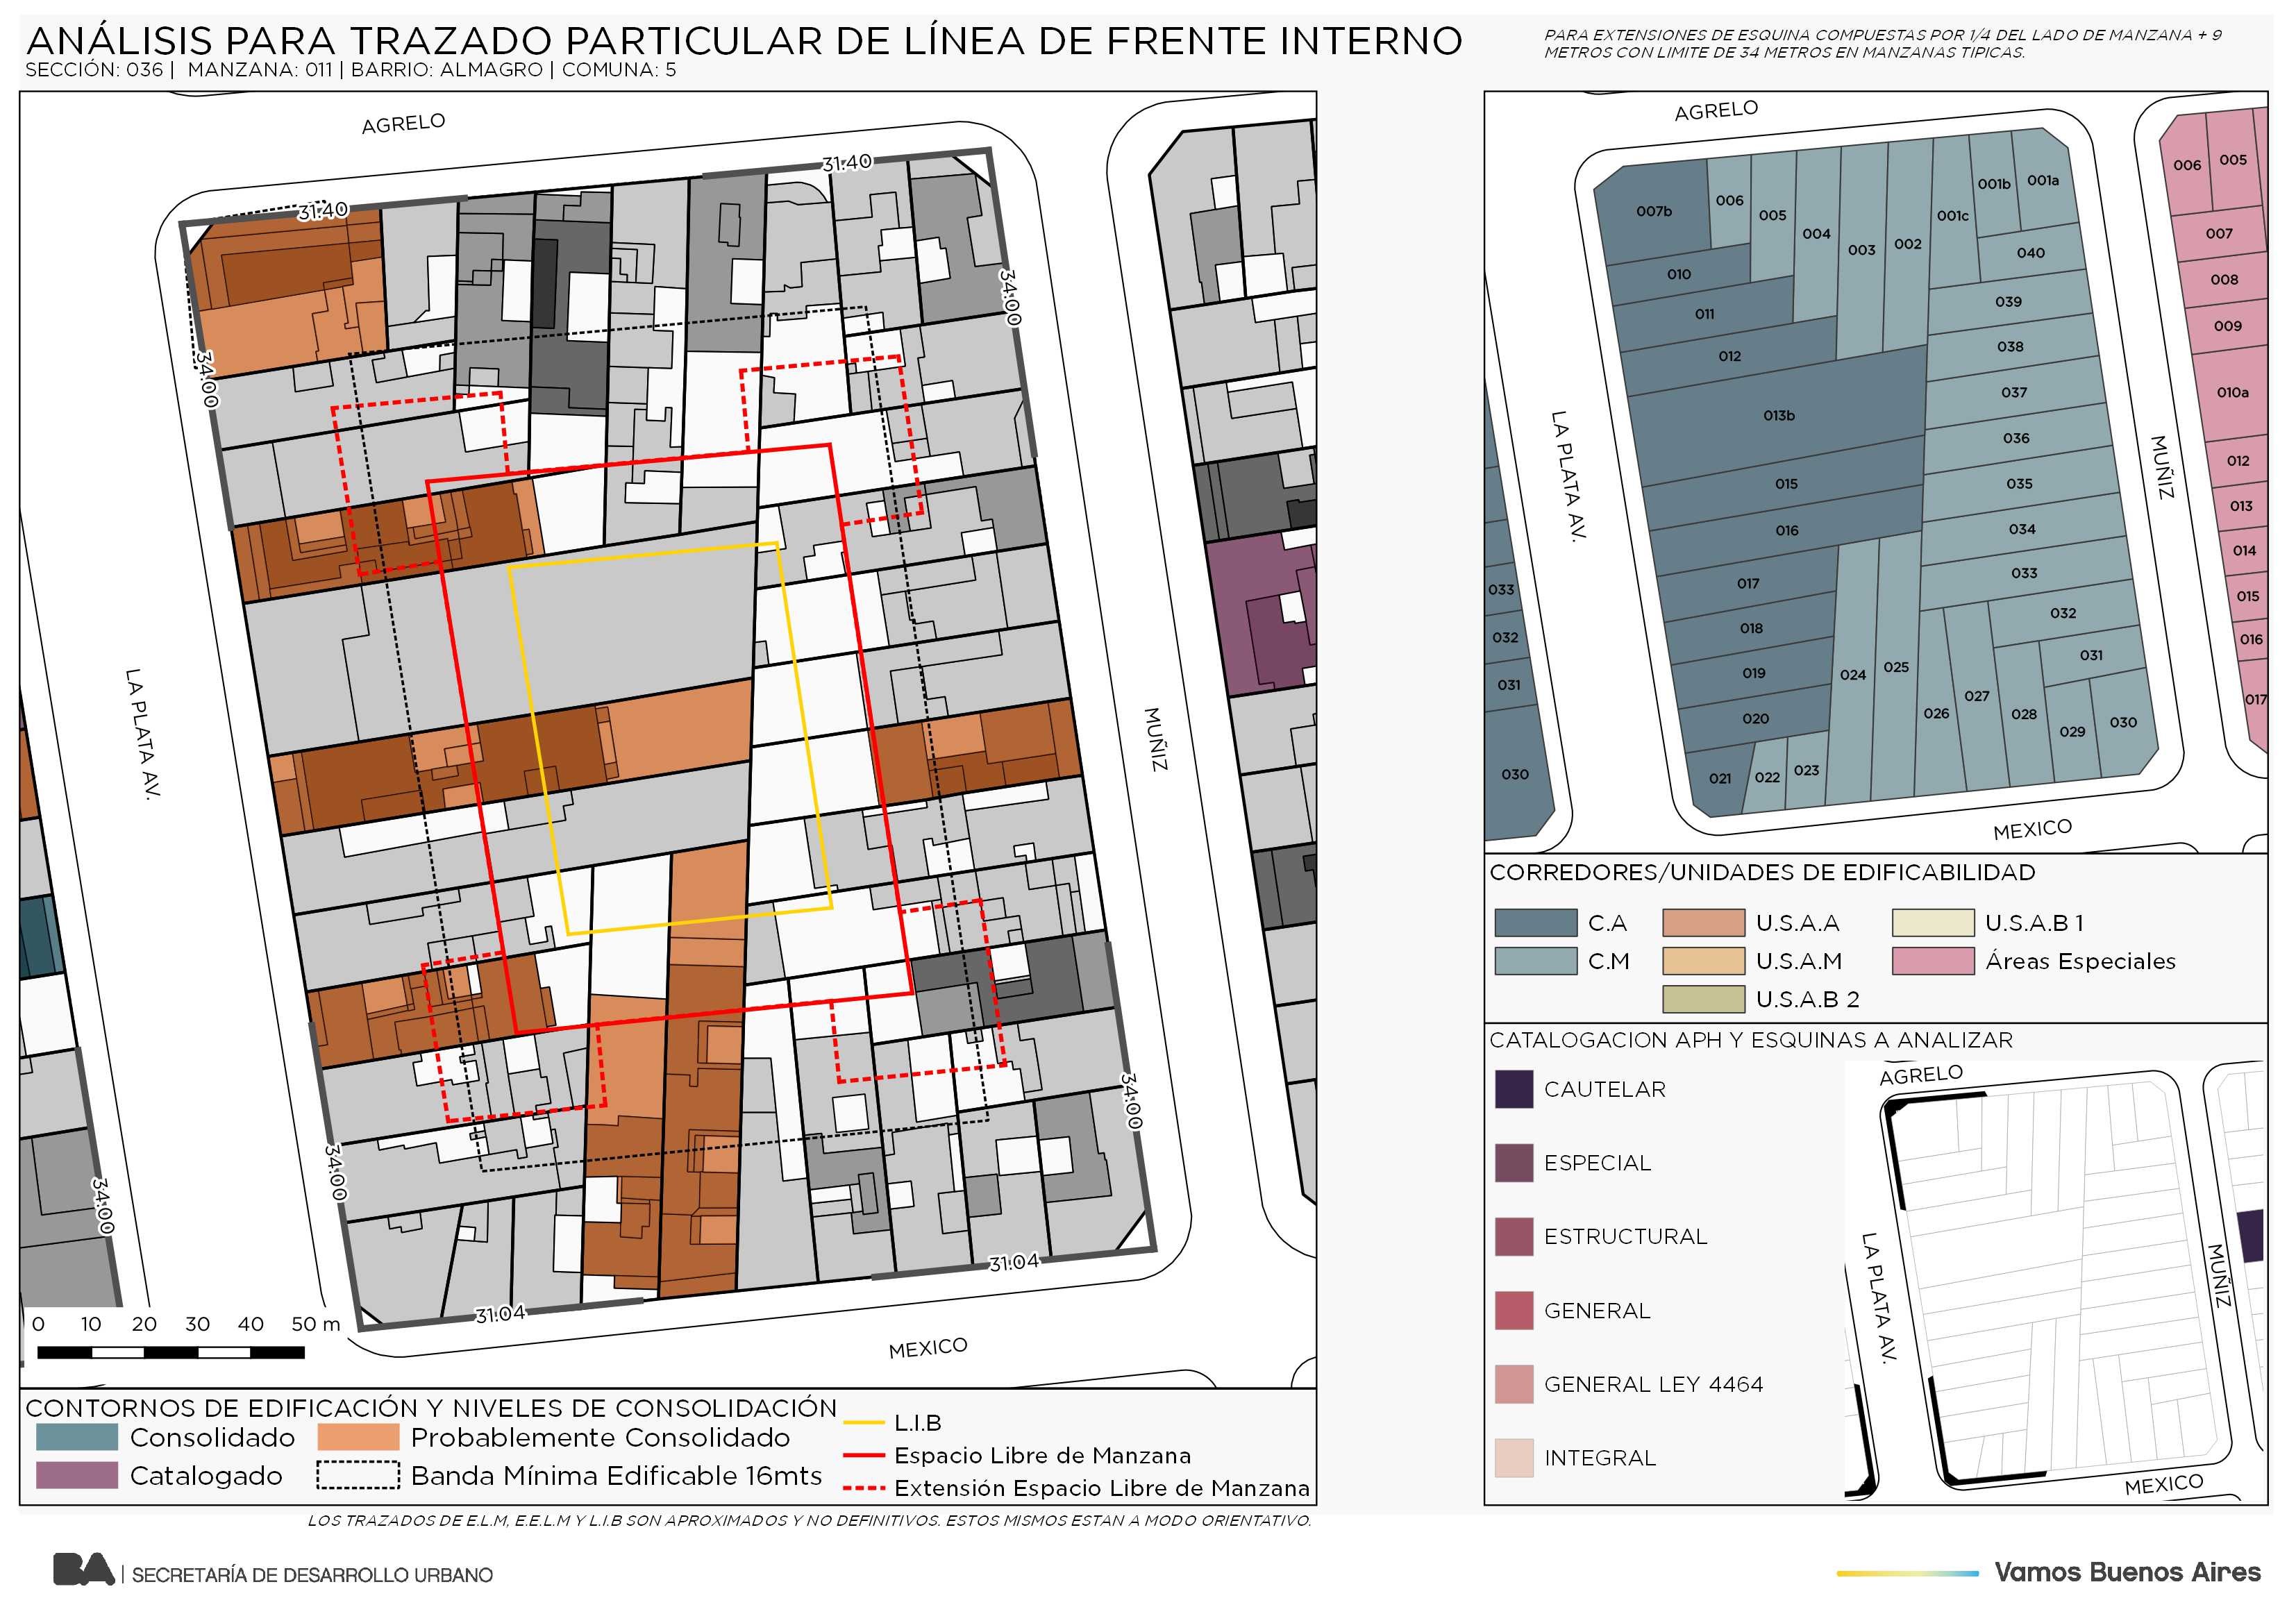 ANÁLISIS PARA TRAZADO PARTICULAR DE LÍNEA DE FRENTE INTERNO
SECCIÓN: 036 | MANZANA: 011 | BARRIO: ALMAGRO | COMUNA: 5
PARA EXTENSIONES DE ESQUINA COMPUESTAS POR 1/4 DEL LADO DE MANZANA + 9
METROS CON LIMITE DE 34 METROS EN MANZANAS TIPICAS.
AGRELO
31.40
31.40
34.00
34.00
LA PLATA AV.
MUÑIZ
34.00
34.00
34.00
31.04
31.04
MEXICO
0 10 20 30 40 50 m
CONTORNOS DE EDIFICACIÓN Y NIVELES DE CONSOLIDACIÓN
Consolidado
Probablemente Consolidado
Catalogado
Banda Mínima Edificable 16mts
L.I.B
Espacio Libre de Manzana
Extensión Espacio Libre de Manzana
AGRELO
007b
006
005
004
003
002
001c
001b
001a
010
011
012
013b
015
016
017
018
019
020
021
022
023
024
025
026
027
028
029
030
031
032
033
034
035
036
037
038
039
040
006
005
007
008
009
010a
012
013
014
015
016
017
033
032
031
030
LA PLATA AV.
MUÑIZ
MEXICO
CORREDORES/UNIDADES DE EDIFICABILIDAD
C.A
U.S.A.A
U.S.A.B 1
C.M
U.S.A.M
Áreas Especiales
U.S.A.B 2
CATALOGACION APH Y ESQUINAS A ANALIZAR
CAUTELAR
ESPECIAL
ESTRUCTURAL
GENERAL
GENERAL LEY 4464
INTEGRAL
AGRELO
LA PLATA AV.
MUÑIZ
MEXICO
LOS TRAZADOS DE E.L.M, E.E.L.M Y L.I.B SON APROXIMADOS Y NO DEFINITIVOS. ESTOS MISMOS ESTAN A MODO ORIENTATIVO.
BA | SECRETARÍA DE DESARROLLO URBANO
Vamos Buenos Aires